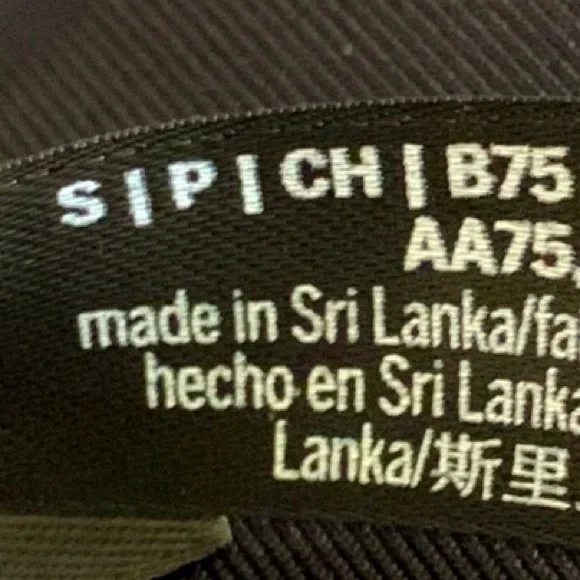 S | P | CH | B75
AA75
made in Sri Lanka/fa
hecho en Sri Lanka
Lanka/斯里